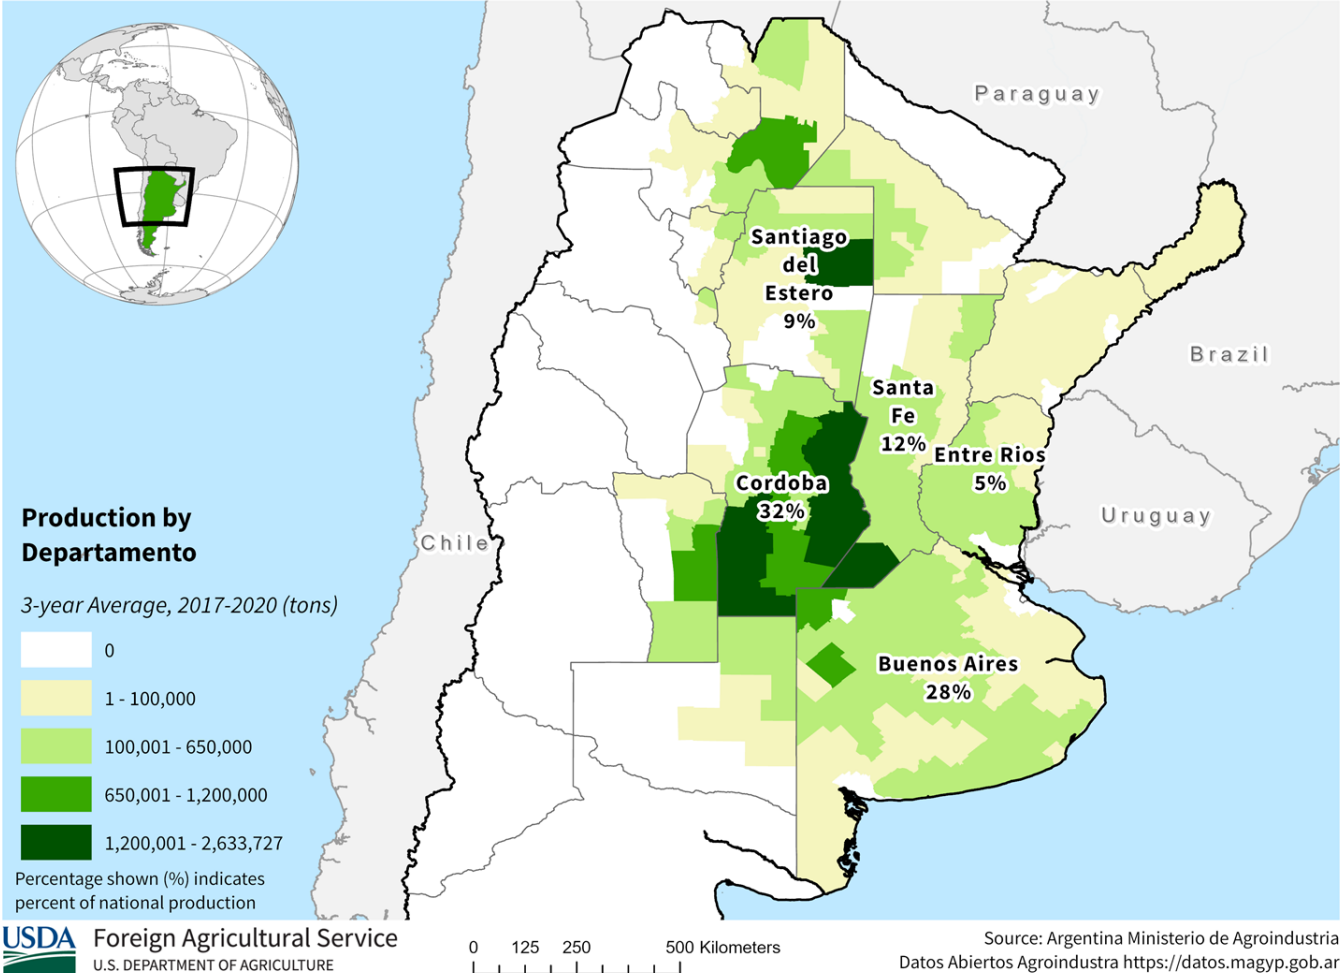 Paraguay
Santiago
del
Estero
9%
Brazil
Santa
Fe
12%
Entre Rios
5%
Cordoba
32%
Uruguay
Chile
Buenos Aires
28%
Production by
Departamento
3-year Average, 2017-2020 (tons)
0
1 - 100,000
100,001 - 650,000
650,001 - 1,200,000
1,200,001 - 2,633,727
Percentage shown (%) indicates
percent of national production
USDA
Foreign Agricultural Service
U.S. DEPARTMENT OF AGRICULTURE
0 125 250 500 Kilometers
Source: Argentina Ministerio de Agroindustria
Datos Abiertos Agroindustra https://datos.magyp.gob.ar